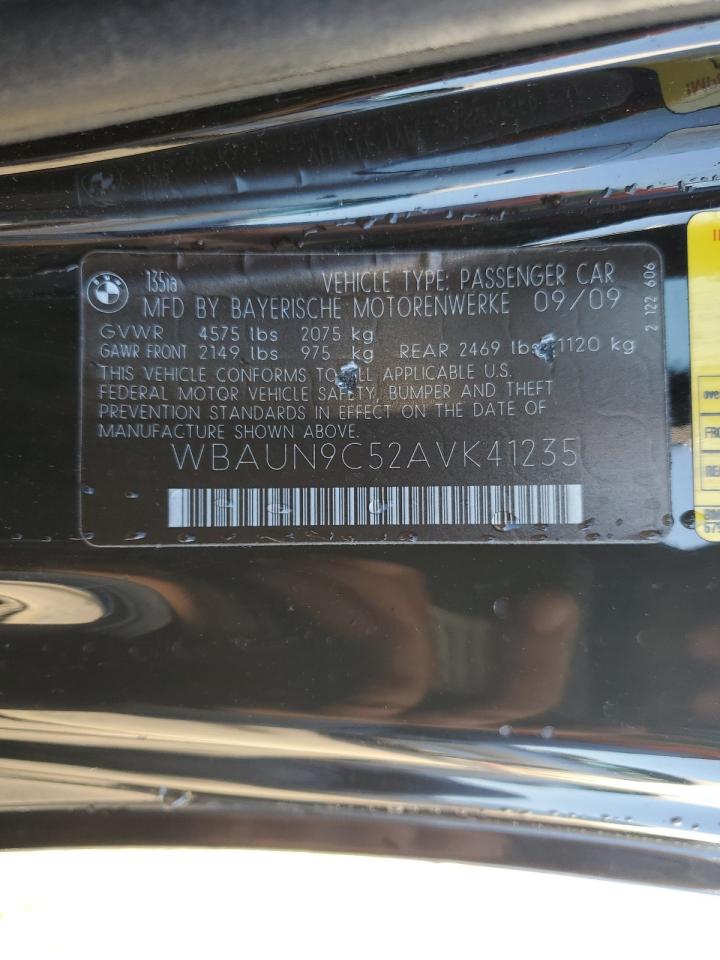 135ia VEHICLE TYPE: PASSENGER CAR
MFD BY BAYERISCHE MOTORENWERKE 09/09
GVWR 4575 lbs 2075 kg
GAWR FRONT 2149 lbs 975 kg REAR 2469 lbs 1120 kg
THIS VEHICLE CONFORMS TO ALL APPLICABLE U.S.
FEDERAL MOTOR VEHICLE SAFETY, BUMPER AND THEFT
PREVENTION STANDARDS IN EFFECT ON THE DATE OF
MANUFACTURE SHOWN ABOVE.
WBAUN9C52AVK41235
2 122 606